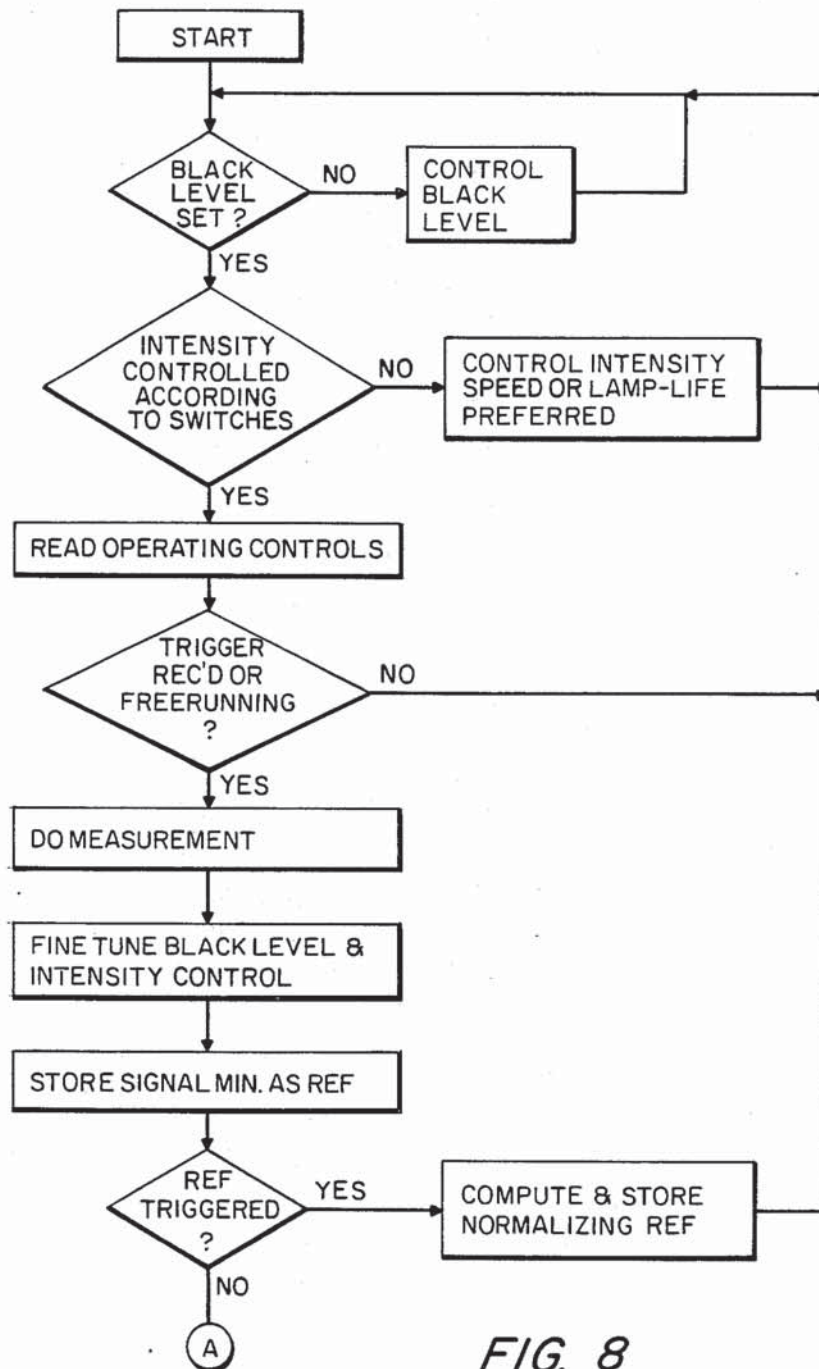 START
BLACK
LEVEL
SET ?
NO
CONTROL
BLACK
LEVEL
YES
INTENSITY
CONTROLLED
ACCORDING
TO SWITCHES
NO
CONTROL INTENSITY
SPEED OR LAMP-LIFE
PREFERRED
YES
READ OPERATING CONTROLS
TRIGGER
REC'D OR
FREERUNNING
?
NO
YES
DO MEASUREMENT
FINE TUNE BLACK LEVEL &
INTENSITY CONTROL
STORE SIGNAL MIN. AS REF
REF
TRIGGERED
?
YES
COMPUTE & STORE
NORMALIZING REF
NO
A
FIG. 8